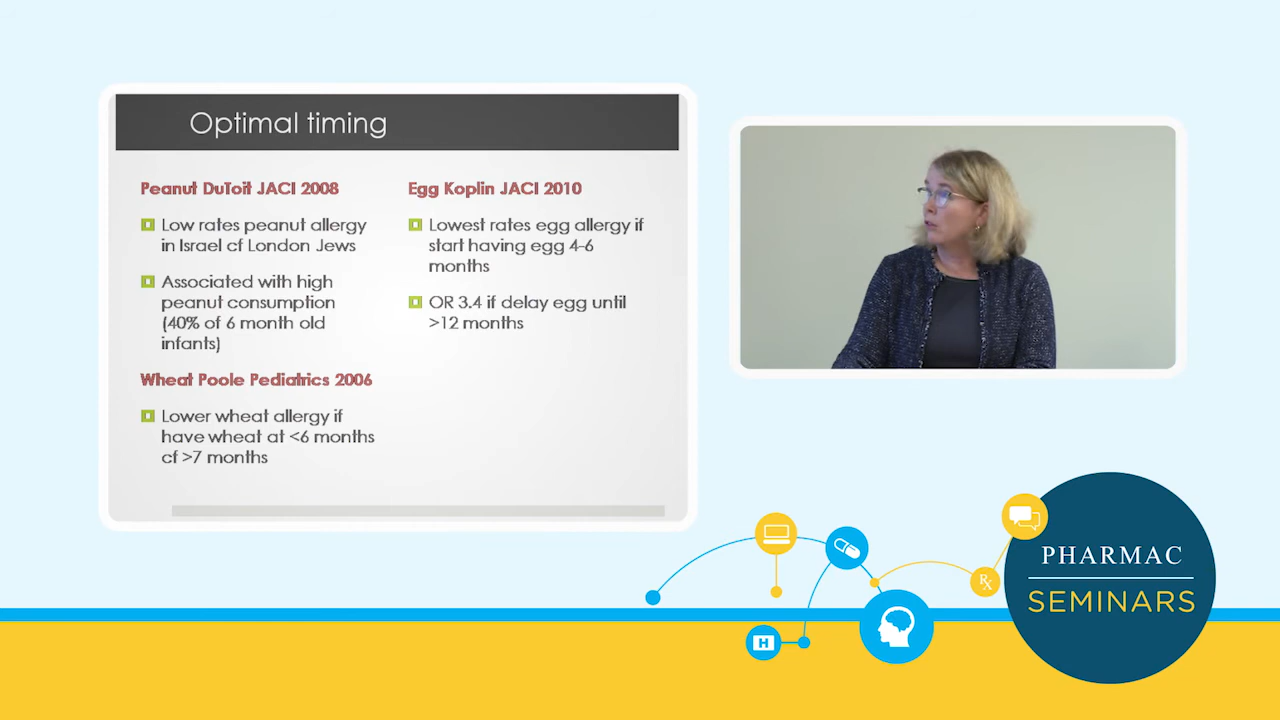 Optimal timing
Peanut DuToit JACI 2008
Low rates peanut allergy
in Israel cf London Jews
Associated with high
peanut consumption
(40% of 6 month old
infants)
Wheat Poole Pediatrics 2006
Lower wheat allergy if
have wheat at <6 months
cf >7 months
Egg Koplin JACI 2010
Lowest rates egg allergy if
start having egg 4-6
months
OR 3.4 if delay egg until
>12 months
H
Rx
PHARMAC
SEMINARS